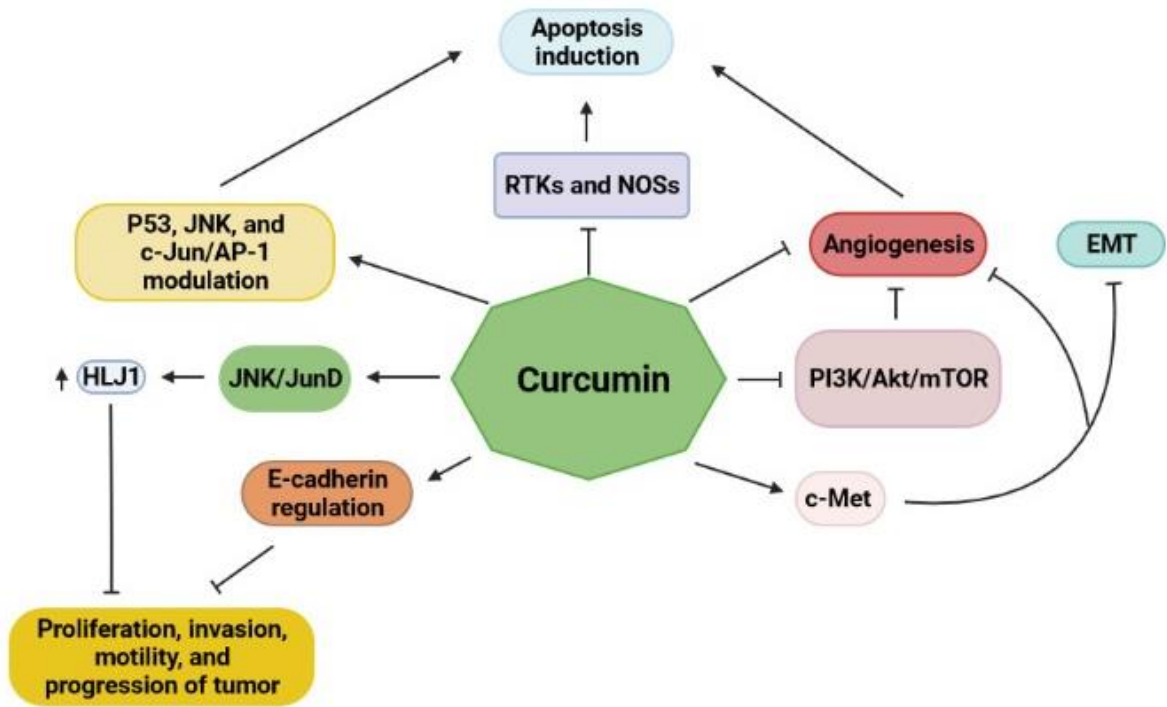 Apoptosis
induction
RTKs and NOSs
P53, JNK, and
c-Jun/AP-1
modulation
Angiogenesis
EMT
HLJ1
JNK/JunD
Curcumin
PI3K/Akt/mTOR
E-cadherin
regulation
c-Met
Proliferation, invasion,
motility, and
progression of tumor